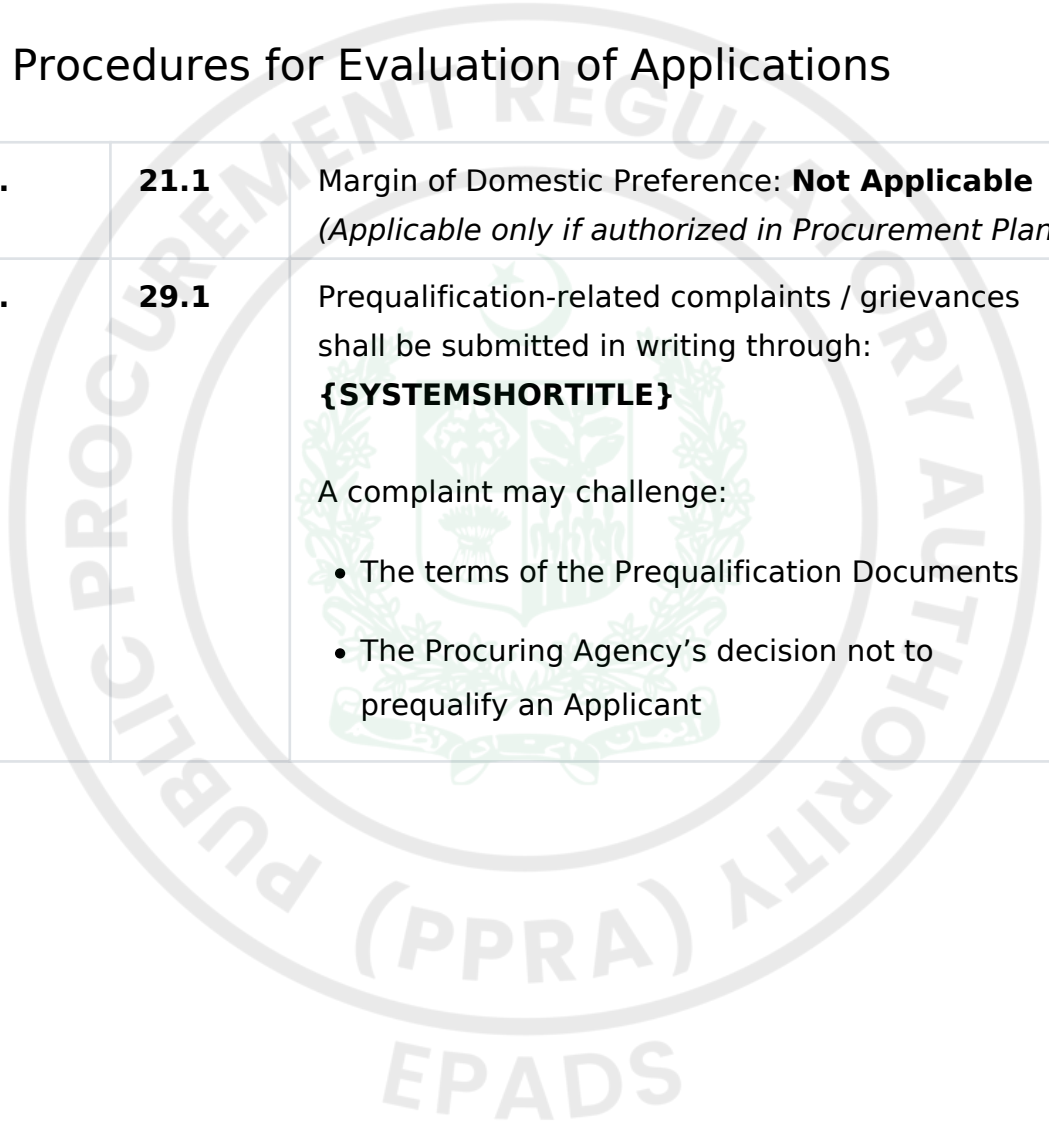 Procedures for Evaluation of Applications
. 21.1 Margin of Domestic Preference: Not Applicable
(Applicable only if authorized in Procurement Plan
. 29.1 Prequalification-related complaints / grievances
shall be submitted in writing through:
{SYSTEMSHORTITLE}
A complaint may challenge:
• The terms of the Prequalification Documents
• The Procuring Agency’s decision not to
prequalify an Applicant
PUBLIC PROCUREMENT REGULATORY AUTHORITY
(PPRA)
EPADS